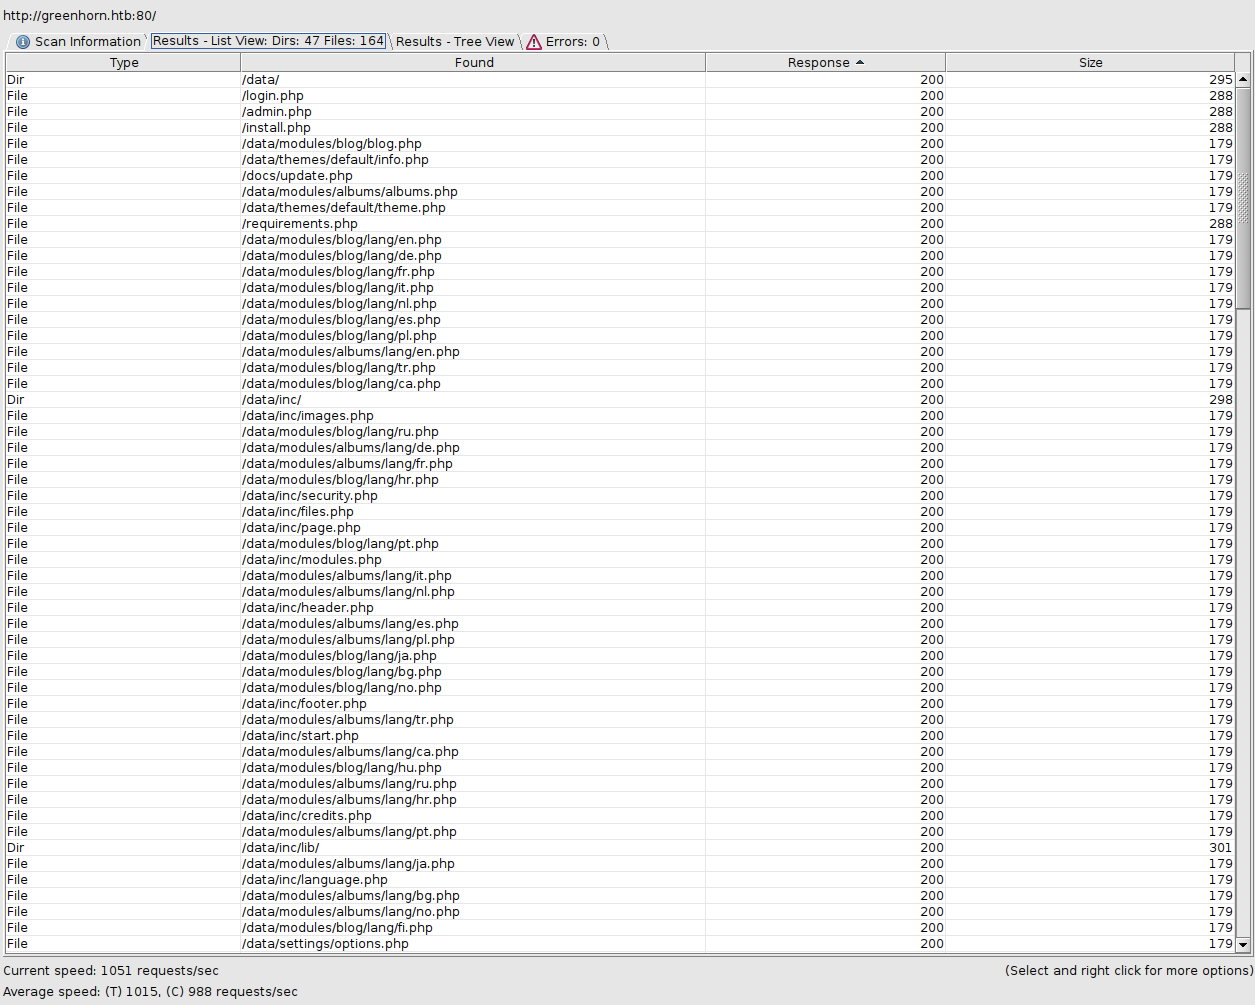 http://greenhorn.htb:80/
Scan Information Results - List View: Dirs: 47 Files: 164 Results - Tree View Errors: 0
Type Found Response Size
Dir /data/ 200 295
File /login.php 200 288
File /admin.php 200 288
File /install.php 200 288
File /data/modules/blog/blog.php 200 179
File /data/themes/default/info.php 200 179
File /docs/update.php 200 179
File /data/modules/albums/albums.php 200 179
File /data/themes/default/theme.php 200 179
File /requirements.php 200 288
File /data/modules/blog/lang/en.php 200 179
File /data/modules/blog/lang/de.php 200 179
File /data/modules/blog/lang/fr.php 200 179
File /data/modules/blog/lang/it.php 200 179
File /data/modules/blog/lang/nl.php 200 179
File /data/modules/blog/lang/es.php 200 179
File /data/modules/blog/lang/pl.php 200 179
File /data/modules/albums/lang/en.php 200 179
File /data/modules/blog/lang/tr.php 200 179
File /data/modules/blog/lang/ca.php 200 179
Dir /data/inc/ 200 298
File /data/inc/images.php 200 179
File /data/modules/blog/lang/ru.php 200 179
File /data/modules/albums/lang/de.php 200 179
File /data/modules/albums/lang/fr.php 200 179
File /data/modules/blog/lang/hr.php 200 179
File /data/inc/security.php 200 179
File /data/inc/files.php 200 179
File /data/inc/page.php 200 179
File /data/modules/blog/lang/pt.php 200 179
File /data/inc/modules.php 200 179
File /data/modules/albums/lang/it.php 200 179
File /data/modules/albums/lang/nl.php 200 179
File /data/inc/header.php 200 179
File /data/modules/albums/lang/es.php 200 179
File /data/modules/albums/lang/pl.php 200 179
File /data/modules/blog/lang/ja.php 200 179
File /data/modules/blog/lang/bg.php 200 179
File /data/modules/blog/lang/no.php 200 179
File /data/inc/footer.php 200 179
File /data/modules/albums/lang/tr.php 200 179
File /data/inc/start.php 200 179
File /data/modules/albums/lang/ca.php 200 179
File /data/modules/blog/lang/hu.php 200 179
File /data/modules/albums/lang/ru.php 200 179
File /data/modules/albums/lang/hr.php 200 179
File /data/inc/credits.php 200 179
File /data/modules/albums/lang/pt.php 200 179
Dir /data/inc/lib/ 200 301
File /data/modules/albums/lang/ja.php 200 179
File /data/inc/language.php 200 179
File /data/modules/albums/lang/bg.php 200 179
File /data/modules/albums/lang/no.php 200 179
File /data/modules/blog/lang/fi.php 200 179
File /data/settings/options.php 200 179
Current speed: 1051 requests/sec (Select and right click for more options)
Average speed: (T) 1015, (C) 988 requests/sec